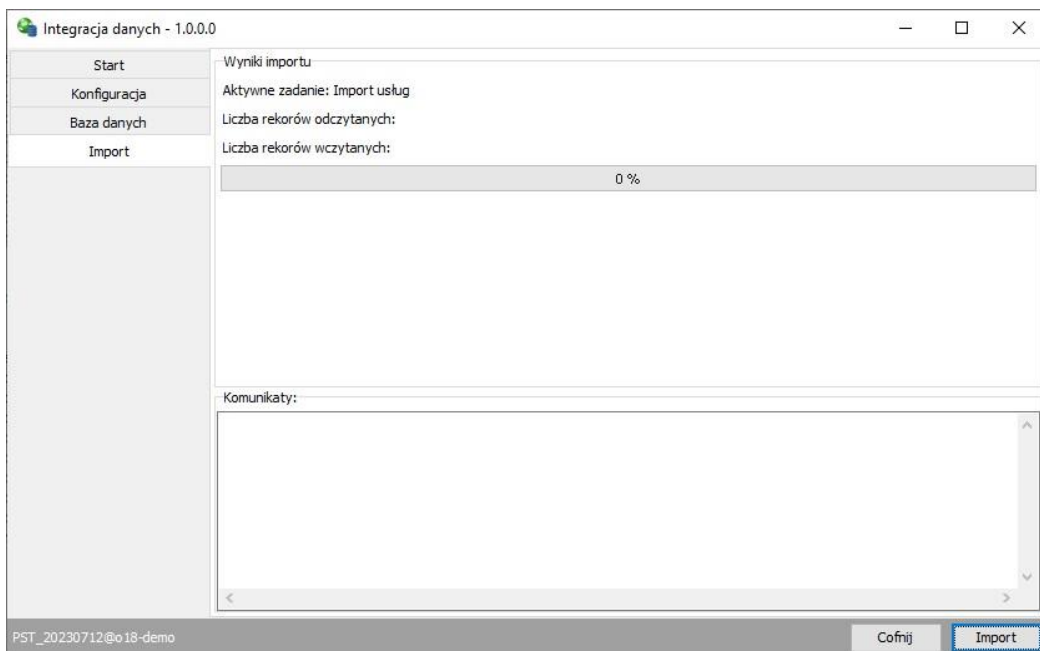 Integracja danych - 1.0.0.0
Start
Konfiguracja
Baza danych
Import
Wyniki importu
Aktywne zadanie: Import usług
Liczba rekorów odczytanych:
Liczba rekorów wczytanych:
0 %
Komunikaty:
PST_20230712@o18-demo
Cofnij
Import